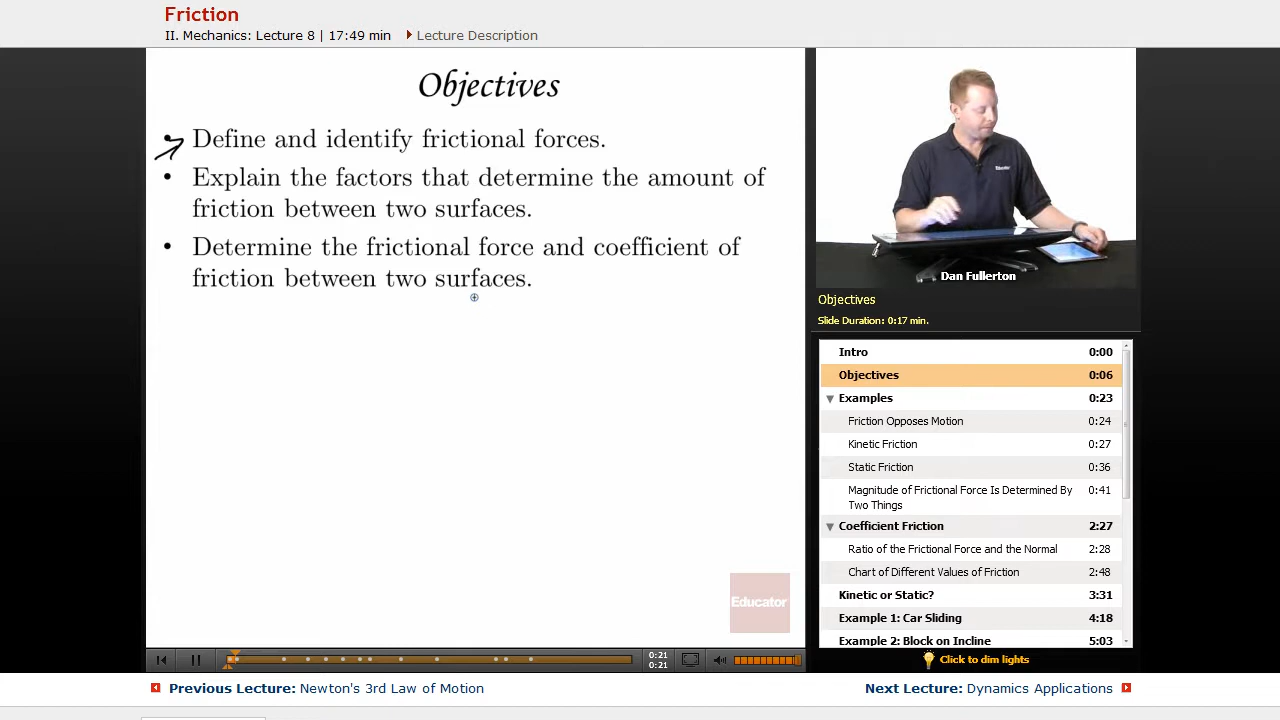 Friction
II. Mechanics: Lecture 8 | 17:49 min
Lecture Description
Objectives
• Define and identify frictional forces.
• Explain the factors that determine the amount of
friction between two surfaces.
• Determine the frictional force and coefficient of
friction between two surfaces.
Educator
Dan Fullerton
Objectives
Slide Duration: 0:17 min.
Intro 0:00
Objectives 0:06
Examples 0:23
Friction Opposes Motion 0:24
Kinetic Friction 0:27
Static Friction 0:36
Magnitude of Frictional Force Is Determined By 0:41
Two Things
Coefficient Friction 2:27
Ratio of the Frictional Force and the Normal 2:28
Chart of Different Values of Friction 2:48
Kinetic or Static? 3:31
Example 1: Car Sliding 4:18
Example 2: Block on Incline 5:03
0:21
0:21
Click to dim lights
Previous Lecture: Newton's 3rd Law of Motion
Next Lecture: Dynamics Applications